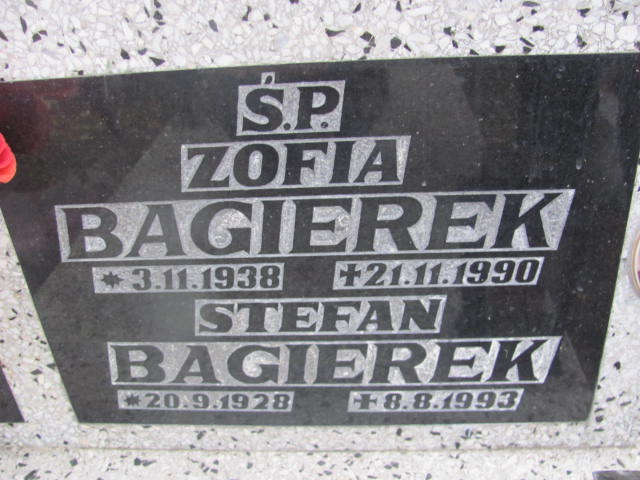 Ś.P.
ZOFIA
BAGIEREK
* 3.11.1938 ✝ 21.11.1990
STEFAN
BAGIEREK
* 20.9.1928 ✝ 8.8.1993